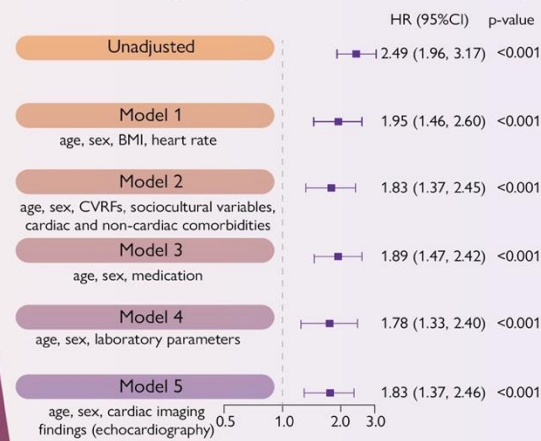 HR (95%CI) p-value
Unadjusted 2.49 (1.96, 3.17) <0.001
Model 1 1.95 (1.46, 2.60) <0.001
age, sex, BMI, heart rate
Model 2 1.83 (1.37, 2.45) <0.001
age, sex, CVRFs, sociocultural variables,
cardiac and non-cardiac comorbidities
Model 3 1.89 (1.47, 2.42) <0.001
age, sex, medication
Model 4 1.78 (1.33, 2.40) <0.001
age, sex, laboratory parameters
Model 5 1.83 (1.37, 2.46) <0.001
age, sex, cardiac imaging
findings (echocardiography)
0.5 1.0 2.0 3.0